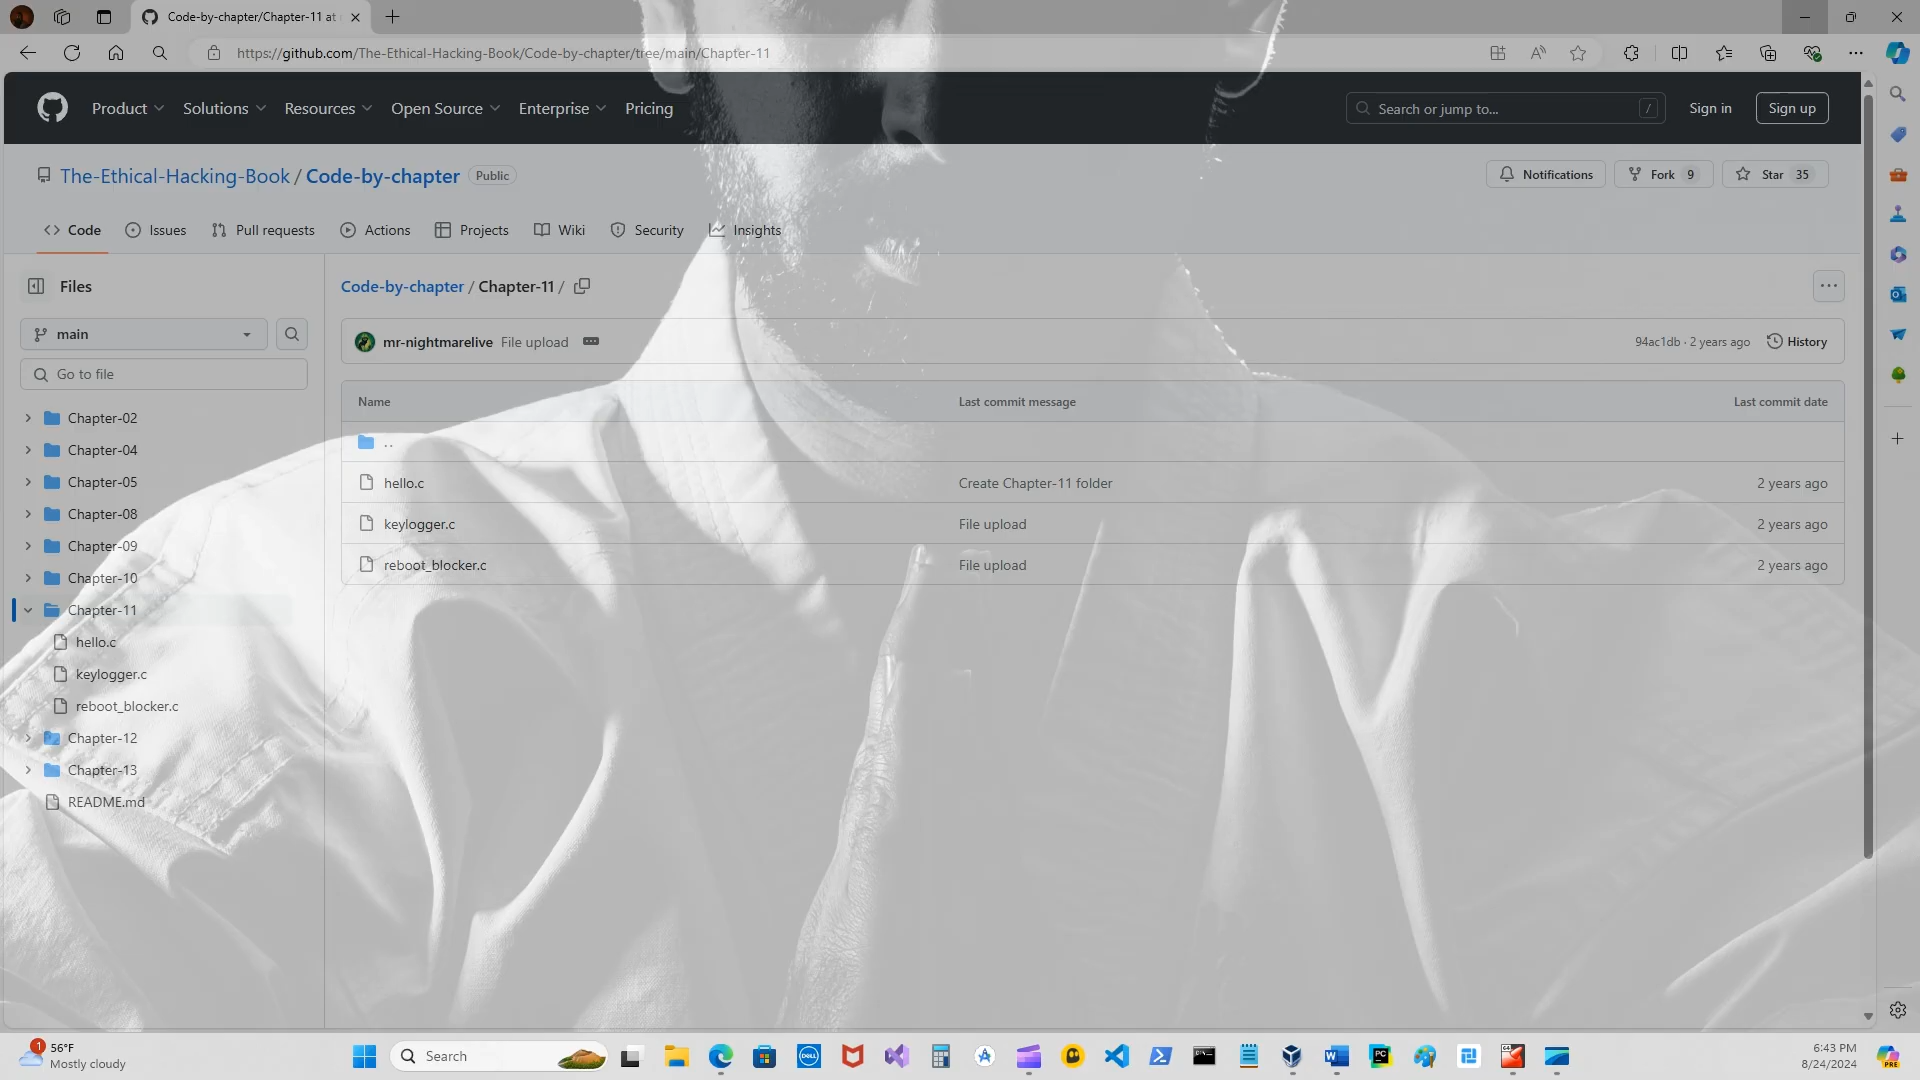 Code-by-chapter/Chapter-11 at
https://github.com/The-Ethical-Hacking-Book/Code-by-chapter/tree/main/Chapter-11
Product Solutions Resources Open Source Enterprise Pricing Search or jump to... / Sign in Sign up
The-Ethical-Hacking-Book / Code-by-chapter Public Notifications Fork 9 Star 35
Code Issues Pull requests Actions Projects Wiki Security Insights
Files
main
Go to file
Chapter-02
Chapter-04
Chapter-05
Chapter-08
Chapter-09
Chapter-10
Chapter-11
hello.c
keylogger.c
reboot_blocker.c
Chapter-12
Chapter-13
README.md
Code-by-chapter / Chapter-11 /
mr-nightmarelive File upload 94ac1db · 2 years ago History
Name Last commit message Last commit date
..
hello.c Create Chapter-11 folder 2 years ago
keylogger.c File upload 2 years ago
reboot_blocker.c File upload 2 years ago
1
56°F
Mostly cloudy
Search
DELL
PC
64
6:43 PM
8/24/2024
PRE